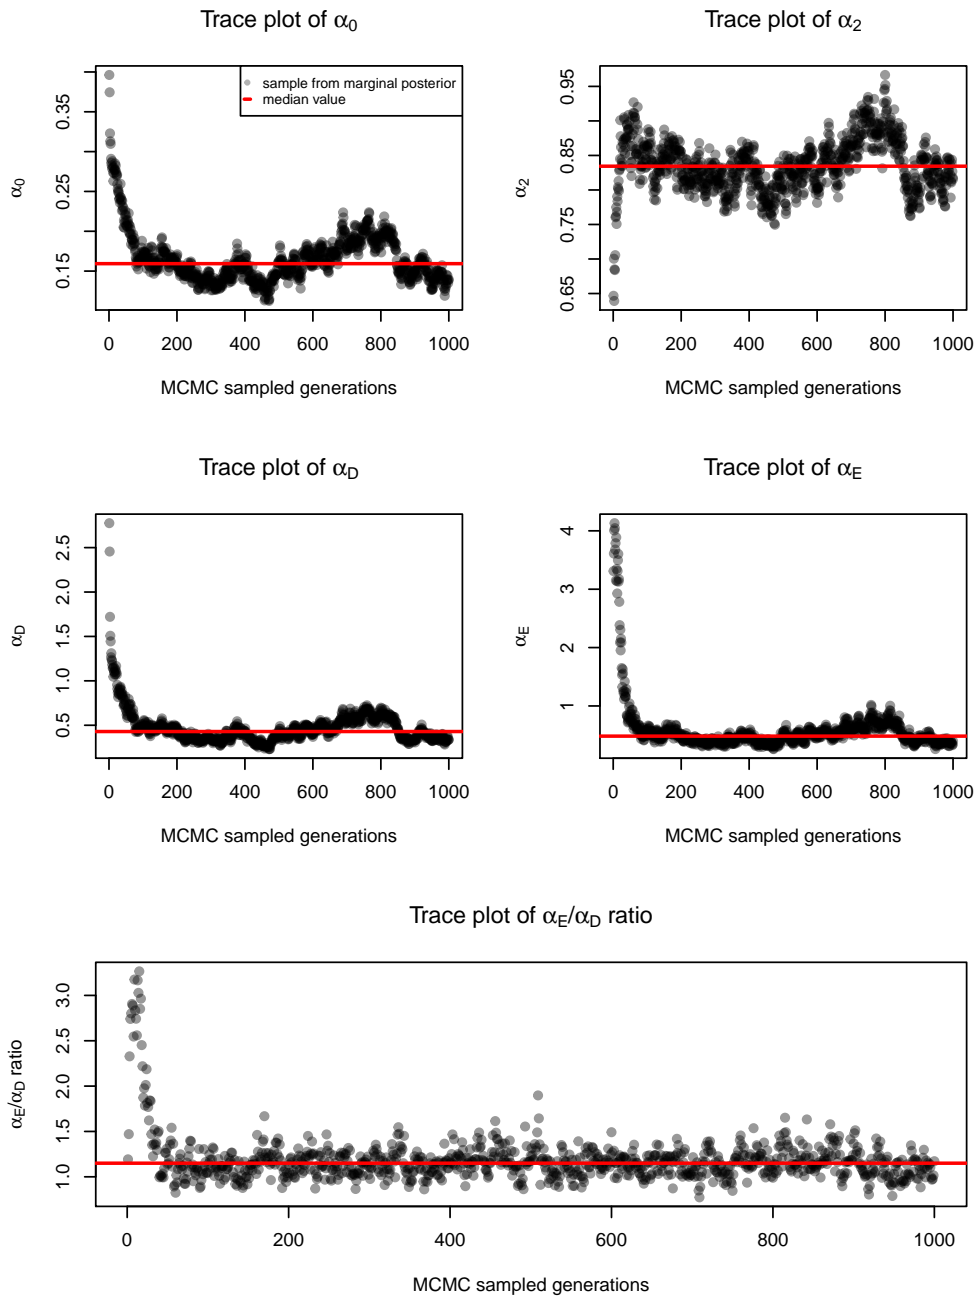 Trace plot of α0
Trace plot of α2
sample from marginal posterior
median value
α0
0.15 0.25 0.35
0 200 400 600 800 1000
MCMC sampled generations
α2
0.65 0.75 0.85 0.95
0 200 400 600 800 1000
MCMC sampled generations
Trace plot of αD
Trace plot of αE
αD
0.5 1.0 1.5 2.0 2.5
0 200 400 600 800 1000
MCMC sampled generations
αE
1 2 3 4
0 200 400 600 800 1000
MCMC sampled generations
Trace plot of αE/αD ratio
αE/αD ratio
1.0 1.5 2.0 2.5 3.0
0 200 400 600 800 1000
MCMC sampled generations